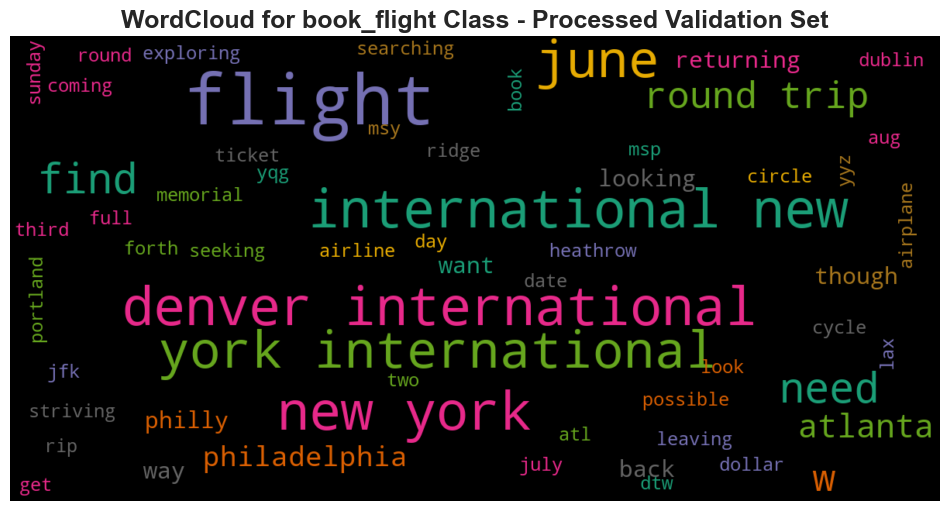 WordCloud for book_flight Class - Processed Validation Set
sunday
round
exploring
searching
june
returning
dublin
coming
flight
book
round trip
msy
aug
ticket
ridge
msp
find
yqg
looking
circle
yyz
memorial
international new
airplane
third
full
forth
seeking
airline
day
heathrow
want
though
portland
date
denver international
cycle
york international
lax
jfk
two
look
need
striving
philly
new york
possible
atlanta
rip
atl
leaving
philadelphia
way
july
back
dollar
w
get
dtw